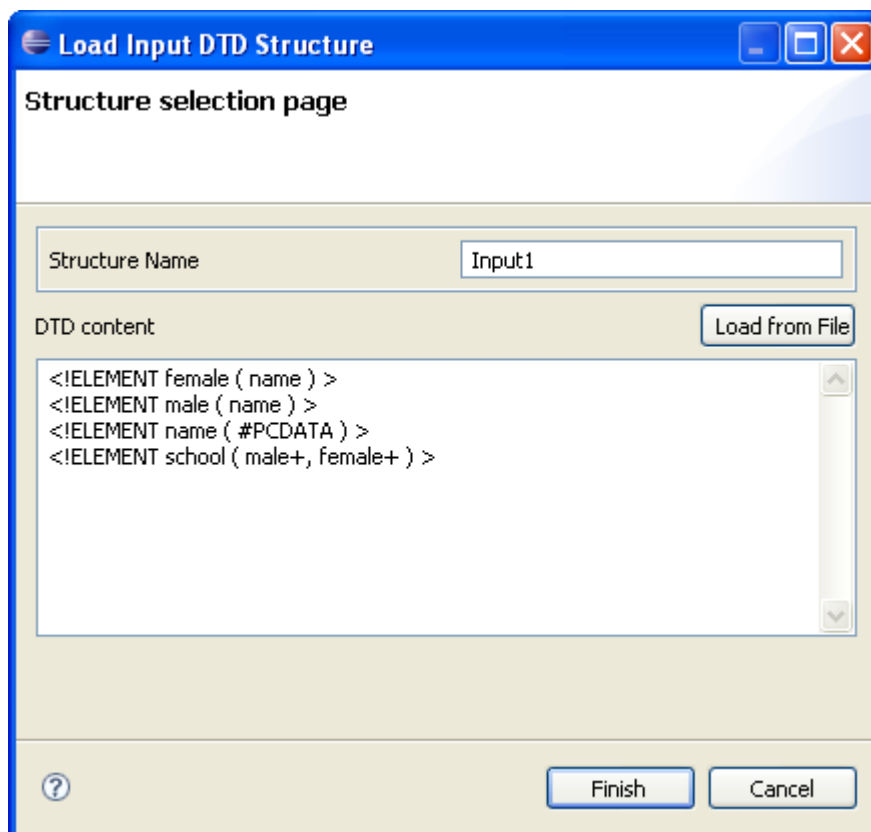 Load Input DTD Structure
Structure selection page
Structure Name
Input1
DTD content
Load from File
<!ELEMENT female ( name ) >
<!ELEMENT male ( name ) >
<!ELEMENT name ( #PCDATA ) >
<!ELEMENT school ( male+, female+ ) >
?
Finish
Cancel